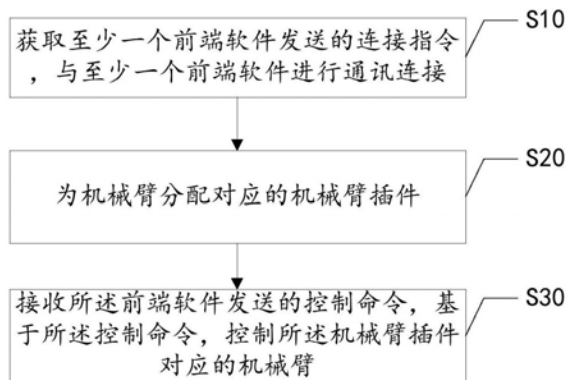 获取至少一个前端软件发送的连接指令
，与至少一个前端软件进行通讯连接
S10
为机械臂分配对应的机械臂插件
S20
接收所述前端软件发送的控制命令，基
于所述控制命令，控制所述机械臂插件
对应的机械臂
S30